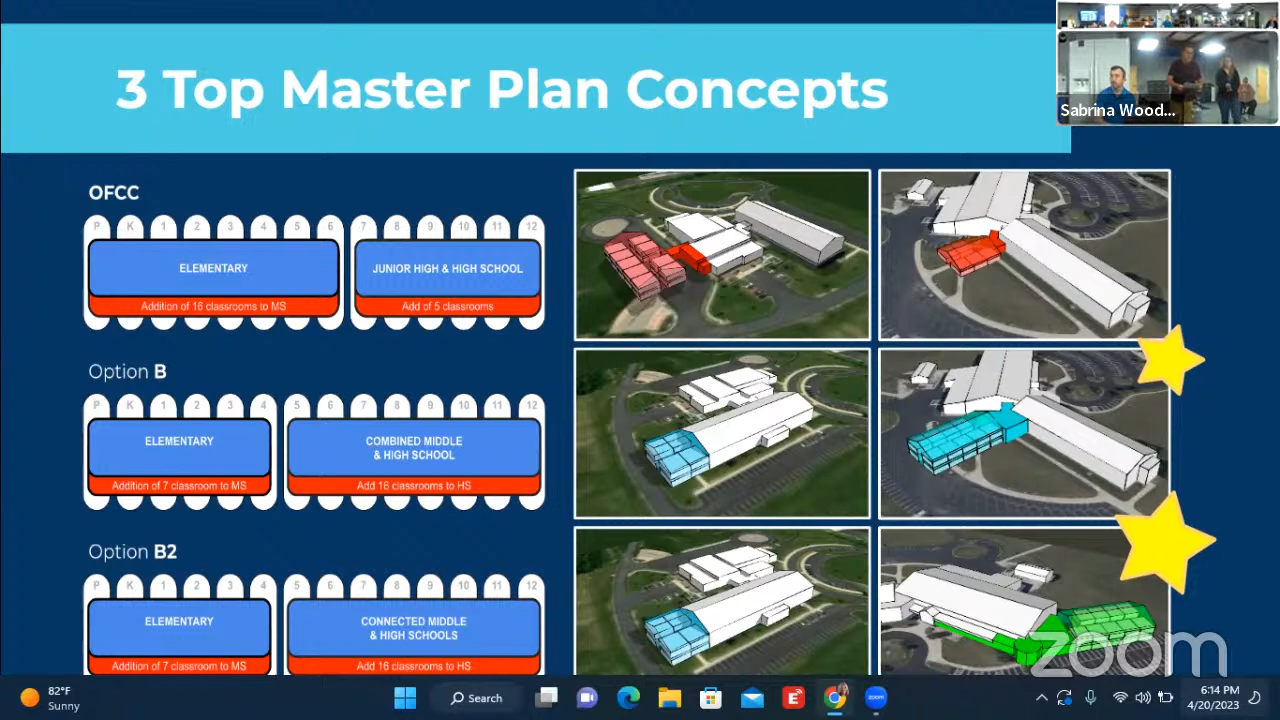 3 Top Master Plan Concepts
Sabrina Wood...
OFCC
P K 1 2 3 4 5 6 7 8 9 10 11 12
ELEMENTARY
JUNIOR HIGH & HIGH SCHOOL
Addition of 16 classrooms to MS
Add of 5 classrooms
Option B
P K 1 2 3 4 5 6 7 8 9 10 11 12
ELEMENTARY
COMBINED MIDDLE
& HIGH SCHOOL
Addition of 7 classroom to MS
Add 16 classrooms to HS
Option B2
P K 1 2 3 4 5 6 7 8 9 10 11 12
ELEMENTARY
CONNECTED MIDDLE
& HIGH SCHOOLS
Addition of 7 classroom to MS
Add 16 classrooms to HS
zoom
82°F
Sunny
Search
E
zoom
6:14 PM
4/20/2023